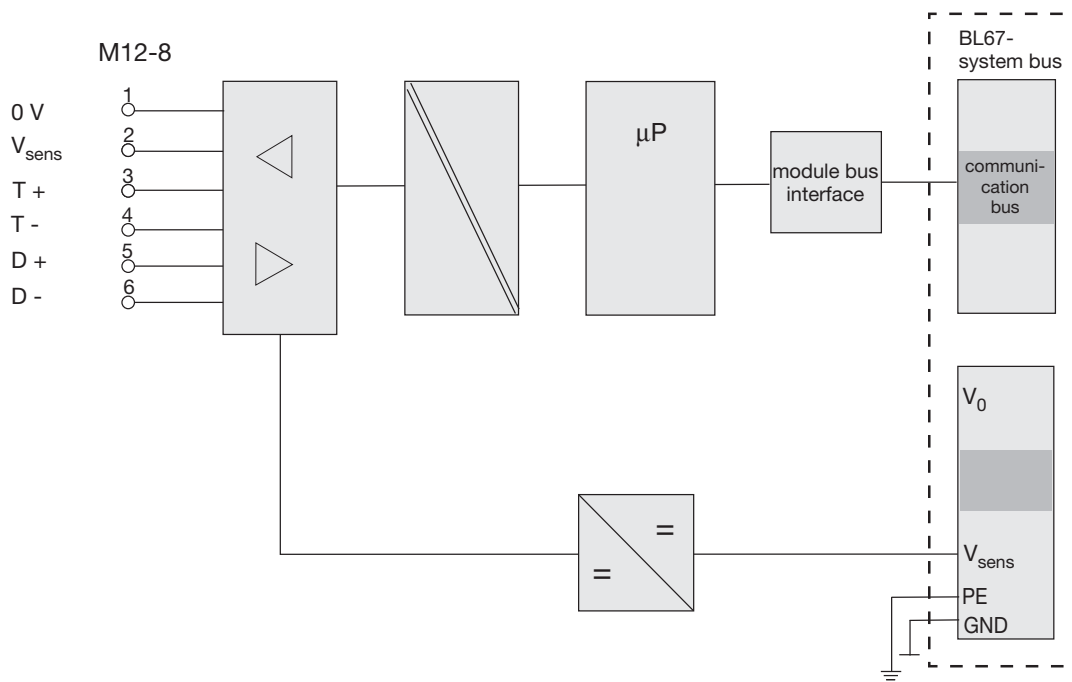 M12-8
BL67-
system bus
1
0 V
2
Vsens
3
T +
4
T -
5
D +
6
D -
µP
module bus
interface
communi-
cation
bus
V0
=
=
Vsens
PE
GND